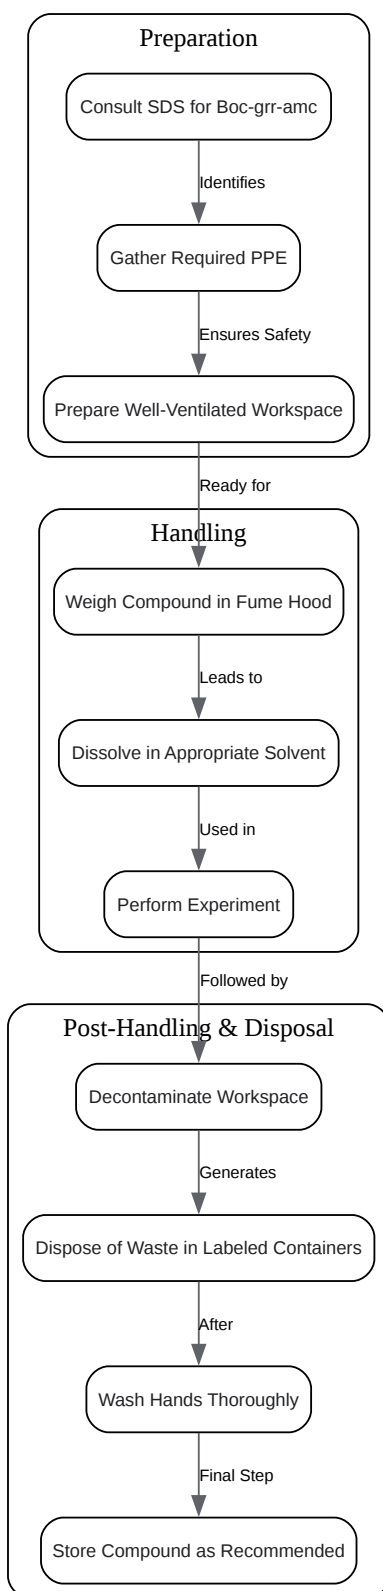 Preparation
Consult SDS for Boc-grr-amc
Identifies
Gather Required PPE
Ensures Safety
Prepare Well-Ventilated Workspace
Ready for
Handling
Weigh Compound in Fume Hood
Leads to
Dissolve in Appropriate Solvent
Used in
Perform Experiment
Followed by
Post-Handling & Disposal
Decontaminate Workspace
Generates
Dispose of Waste in Labeled Containers
After
Wash Hands Thoroughly
Final Step
Store Compound as Recommended